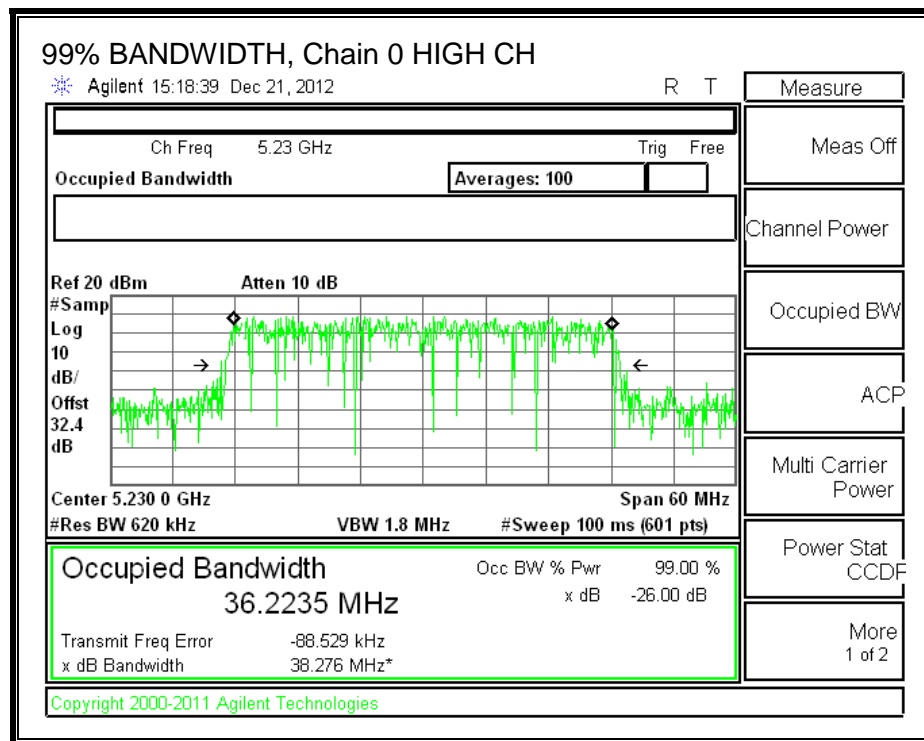 99% BANDWIDTH, Chain 0 HIGH CH
Agilent 15:18:39 Dec 21, 2012 R T
Measure
Ch Freq 5.23 GHz Trig Free
Occupied Bandwidth Averages: 100
Meas Off
Channel Power
Occupied BW
ACP
Multi Carrier
Power
Power Stat
CCDF
More
1 of 2
Ref 20 dBm Atten 10 dB
#Samp
Log
10
dB/
Offst
32.4
dB
Center 5.230 0 GHz Span 60 MHz
#Res BW 620 kHz VBW 1.8 MHz #Sweep 100 ms (601 pts)
Occupied Bandwidth Occ BW % Pwr 99.00 %
36.2235 MHz x dB -26.00 dB
Transmit Freq Error -88.529 kHz
x dB Bandwidth 38.276 MHz*
Copyright 2000-2011 Agilent Technologies